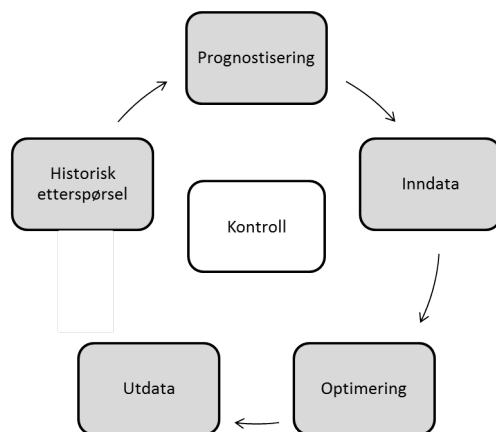 Prognostisering
Historisk
etterspørsel
Inndata
Kontroll
Utdata
Optimering